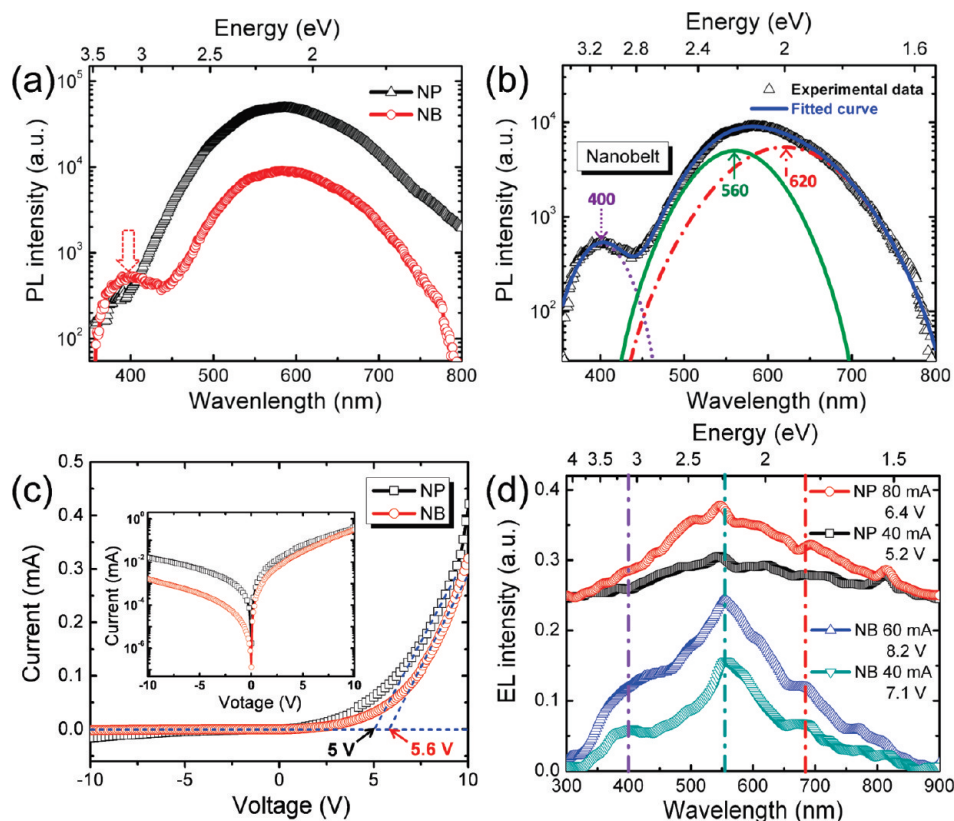 (a)
Energy (eV)
3.5 3 2.5 2
PL intensity (a.u.)
10^5
10^4
10^3
10^2
NP
NB
400 500 600 700 800
Wavenlength (nm)
(b)
Energy (eV)
3.2 2.8 2.4 2 1.6
PL intensity (a.u.)
10^4
10^3
10^2
Experimental data
Fitted curve
Nanobelt
400
560
620
400 500 600 700 800
Wavelength (nm)
(c)
Current (mA)
0.5
0.4
0.3
0.2
0.1
0.0
NP
NB
Current (mA)
10^0
10^-2
10^-4
10^-6
-10 -5 0 5 10
Votage (V)
5 V
5.6 V
-10 -5 0 5 10
Voltage (V)
(d)
Energy (eV)
4 3.5 3 2.5 2 1.5
EL intensity (a.u.)
0.4
0.3
0.2
0.1
0.0
NP 80 mA
6.4 V
NP 40 mA
5.2 V
NB 60 mA
8.2 V
NB 40 mA
7.1 V
300 400 500 600 700 800 900
Wavelength (nm)